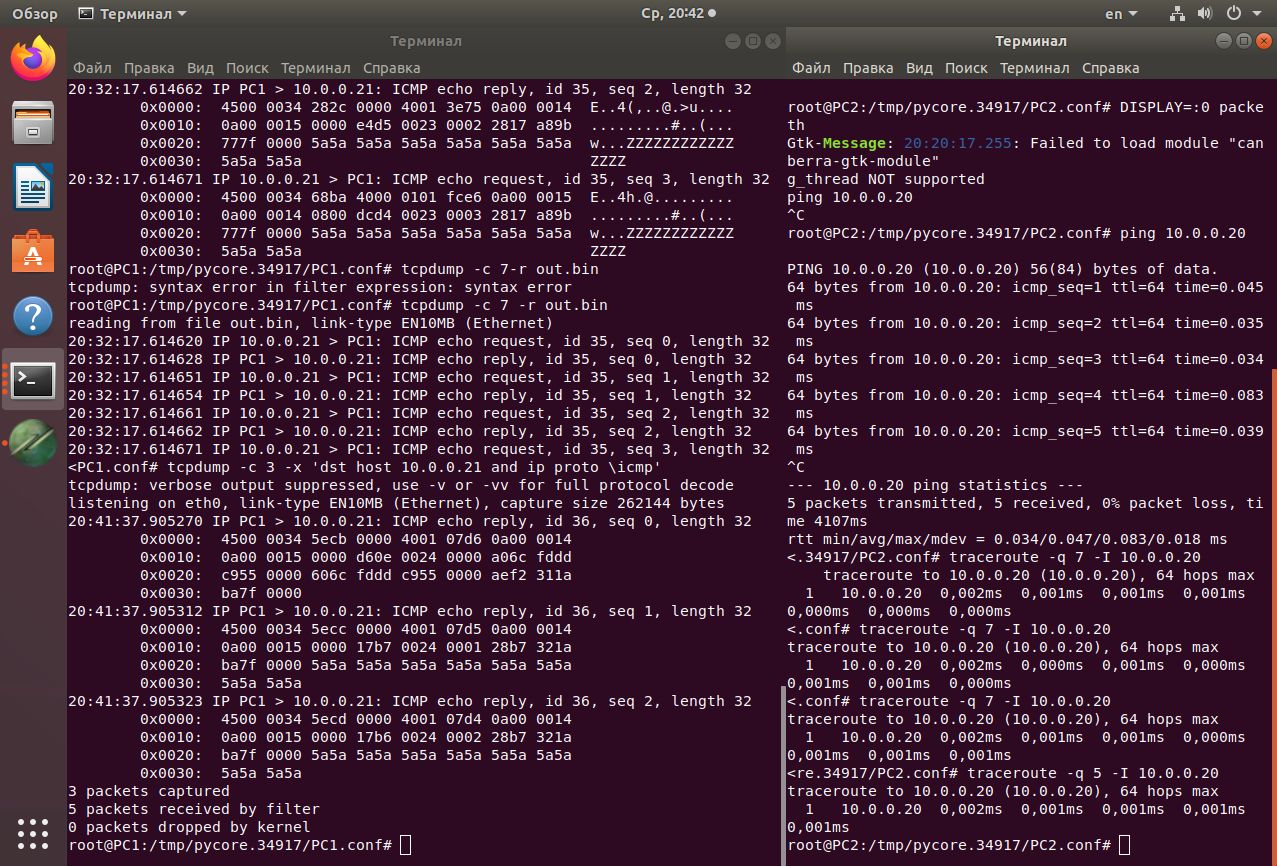 Обзор
Терминал
Ср, 20:42
en
Терминал
Файл Правка Вид Поиск Терминал Справка
20:32:17.614662 IP PC1 > 10.0.0.21: ICMP echo reply, id 35, seq 2, length 32
0x0000: 4500 0034 282c 0000 4001 3e75 0a00 0014 E..4(,..@.>u....
0x0010: 0a00 0015 0000 e4d5 0023 0002 2817 a89b .........#..(...
0x0020: 777f 0000 5a5a 5a5a 5a5a 5a5a 5a5a 5a5a w...ZZZZZZZZZZZZ
0x0030: 5a5a 5a5a ZZZZ
20:32:17.614671 IP 10.0.0.21 > PC1: ICMP echo request, id 35, seq 3, length 32
0x0000: 4500 0034 68ba 4000 0101 fce6 0a00 0015 E..4h.@.........
0x0010: 0a00 0014 0800 dcd4 0023 0003 2817 a89b .........#..(...
0x0020: 777f 0000 5a5a 5a5a 5a5a 5a5a 5a5a 5a5a w...ZZZZZZZZZZZZ
0x0030: 5a5a 5a5a ZZZZ
root@PC1:/tmp/pycore.34917/PC1.conf# tcpdump -c 7-r out.bin
tcpdump: syntax error in filter expression: syntax error
root@PC1:/tmp/pycore.34917/PC1.conf# tcpdump -c 7 -r out.bin
reading from file out.bin, link-type EN10MB (Ethernet)
20:32:17.614620 IP 10.0.0.21 > PC1: ICMP echo request, id 35, seq 0, length 32
20:32:17.614628 IP PC1 > 10.0.0.21: ICMP echo reply, id 35, seq 0, length 32
20:32:17.614651 IP 10.0.0.21 > PC1: ICMP echo request, id 35, seq 1, length 32
20:32:17.614654 IP PC1 > 10.0.0.21: ICMP echo reply, id 35, seq 1, length 32
20:32:17.614661 IP 10.0.0.21 > PC1: ICMP echo request, id 35, seq 2, length 32
20:32:17.614662 IP PC1 > 10.0.0.21: ICMP echo reply, id 35, seq 2, length 32
20:32:17.614671 IP 10.0.0.21 > PC1: ICMP echo request, id 35, seq 3, length 32
<PC1.conf# tcpdump -c 3 -x 'dst host 10.0.0.21 and ip proto \icmp'
tcpdump: verbose output suppressed, use -v or -vv for full protocol decode
listening on eth0, link-type EN10MB (Ethernet), capture size 262144 bytes
20:41:37.905270 IP PC1 > 10.0.0.21: ICMP echo reply, id 36, seq 0, length 32
0x0000: 4500 0034 5ecb 0000 4001 07d6 0a00 0014
0x0010: 0a00 0015 0000 d60e 0024 0000 a06c fddd
0x0020: c955 0000 606c fddd c955 0000 aef2 311a
0x0030: ba7f 0000
20:41:37.905312 IP PC1 > 10.0.0.21: ICMP echo reply, id 36, seq 1, length 32
0x0000: 4500 0034 5ecc 0000 4001 07d5 0a00 0014
0x0010: 0a00 0015 0000 17b7 0024 0001 28b7 321a
0x0020: ba7f 0000 5a5a 5a5a 5a5a 5a5a 5a5a 5a5a
0x0030: 5a5a 5a5a
20:41:37.905323 IP PC1 > 10.0.0.21: ICMP echo reply, id 36, seq 2, length 32
0x0000: 4500 0034 5ecd 0000 4001 07d4 0a00 0014
0x0010: 0a00 0015 0000 17b6 0024 0002 28b7 321a
0x0020: ba7f 0000 5a5a 5a5a 5a5a 5a5a 5a5a 5a5a
0x0030: 5a5a 5a5a
3 packets captured
5 packets received by filter
0 packets dropped by kernel
root@PC1:/tmp/pycore.34917/PC1.conf#
Терминал
Файл Правка Вид Поиск Терминал Справка
root@PC2:/tmp/pycore.34917/PC2.conf# DISPLAY=:0 packe
th
Gtk-Message: 20:20:17.255: Failed to load module "can
berra-gtk-module"
g_thread NOT supported
ping 10.0.0.20
^C
root@PC2:/tmp/pycore.34917/PC2.conf# ping 10.0.0.20
PING 10.0.0.20 (10.0.0.20) 56(84) bytes of data.
64 bytes from 10.0.0.20: icmp_seq=1 ttl=64 time=0.045
ms
64 bytes from 10.0.0.20: icmp_seq=2 ttl=64 time=0.035
ms
64 bytes from 10.0.0.20: icmp_seq=3 ttl=64 time=0.034
ms
64 bytes from 10.0.0.20: icmp_seq=4 ttl=64 time=0.083
ms
64 bytes from 10.0.0.20: icmp_seq=5 ttl=64 time=0.039
ms
^C
--- 10.0.0.20 ping statistics ---
5 packets transmitted, 5 received, 0% packet loss, ti
me 4107ms
rtt min/avg/max/mdev = 0.034/0.047/0.083/0.018 ms
<.34917/PC2.conf# traceroute -q 7 -I 10.0.0.20
traceroute to 10.0.0.20 (10.0.0.20), 64 hops max
1 10.0.0.20 0,002ms 0,001ms 0,001ms 0,001ms
0,000ms 0,000ms 0,000ms
<.conf# traceroute -q 7 -I 10.0.0.20
traceroute to 10.0.0.20 (10.0.0.20), 64 hops max
1 10.0.0.20 0,002ms 0,000ms 0,001ms 0,000ms
0,001ms 0,001ms 0,000ms
<.conf# traceroute -q 7 -I 10.0.0.20
traceroute to 10.0.0.20 (10.0.0.20), 64 hops max
1 10.0.0.20 0,002ms 0,001ms 0,001ms 0,000ms
0,001ms 0,001ms 0,001ms
<re.34917/PC2.conf# traceroute -q 5 -I 10.0.0.20
traceroute to 10.0.0.20 (10.0.0.20), 64 hops max
1 10.0.0.20 0,002ms 0,001ms 0,001ms 0,001ms
0,001ms
root@PC2:/tmp/pycore.34917/PC2.conf#